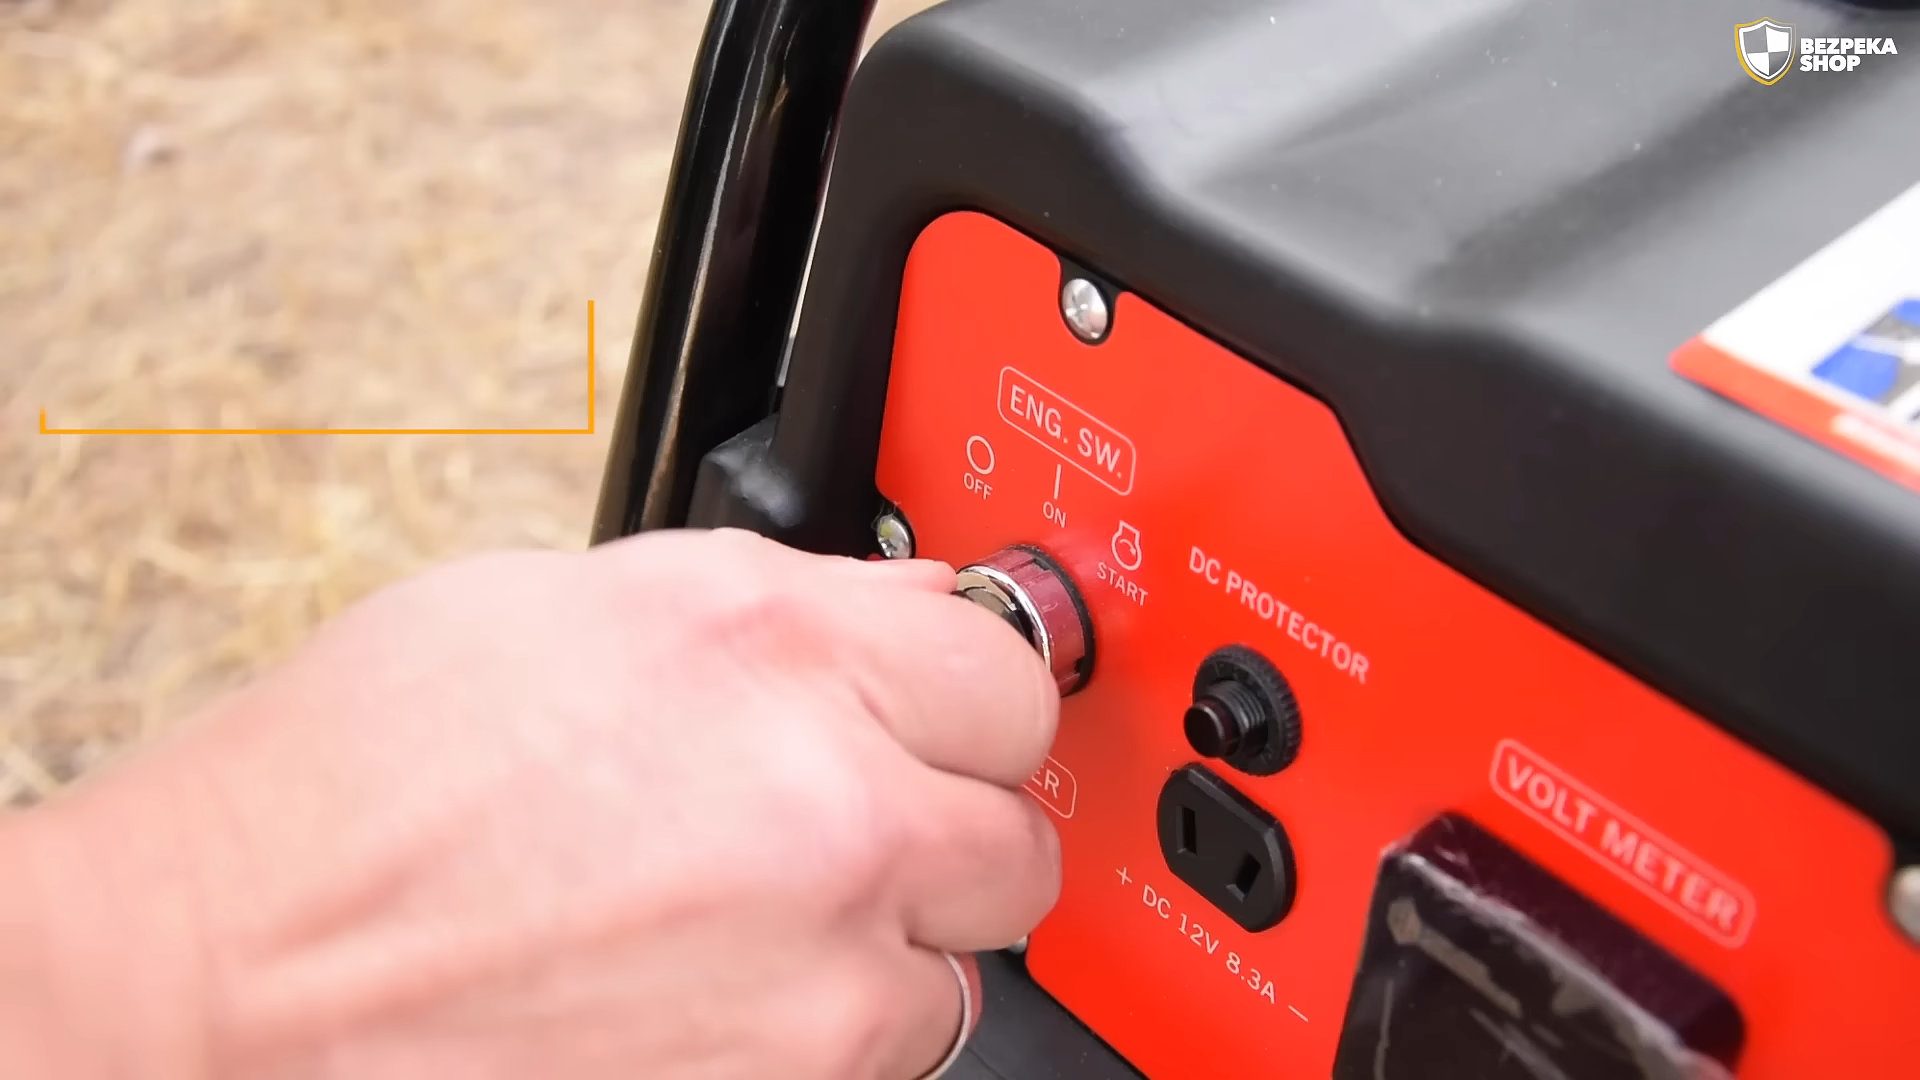 BEZPEKA
SHOP
ENG. SW.
OFF
ON
START
DC PROTECTOR
VOLT METER
+ DC 12V 8.3A −